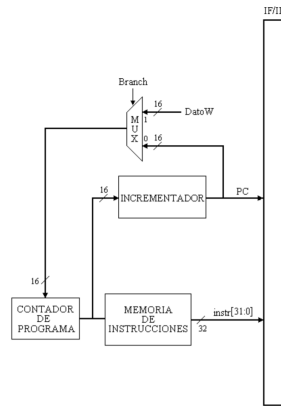 IF/II
Branch
16
DatoW
M
U
X
1
0
16
16
INCREMENTADOR
PC
16
CONTADOR
DE
PROGRAMA
MEMORIA
DE
INSTRUCCIONES
instr[31:0]
32